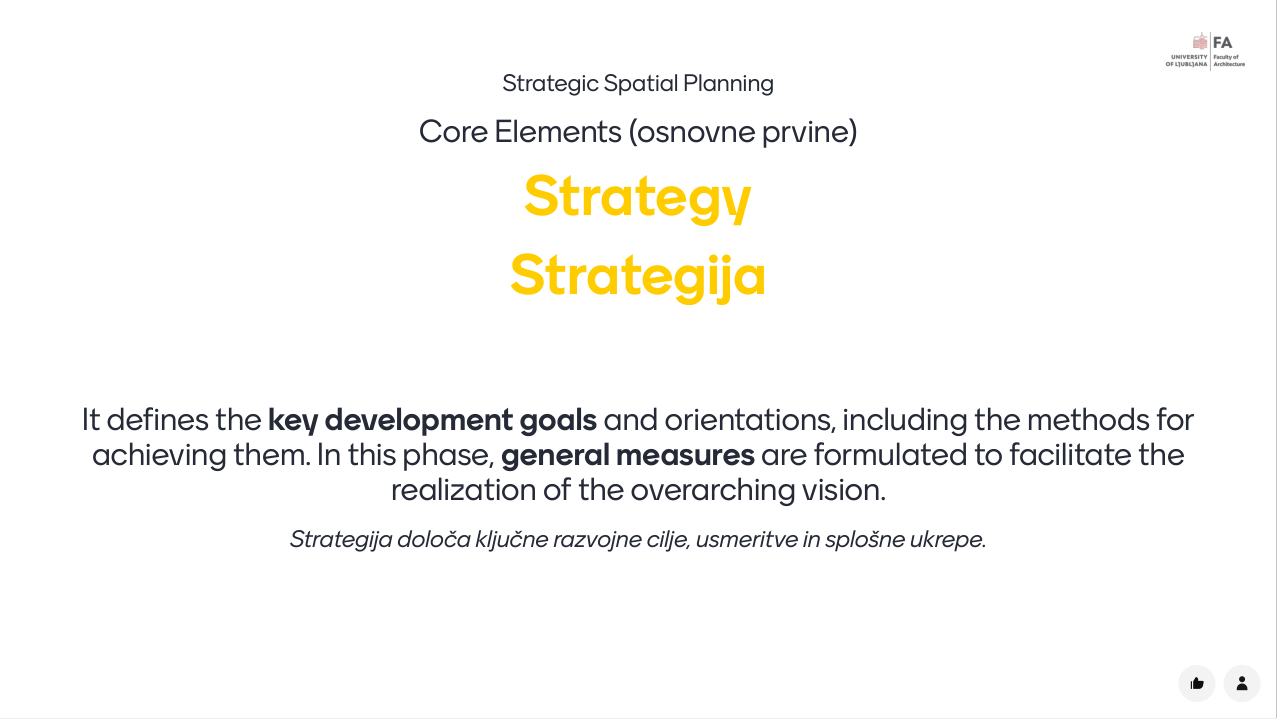 FA
UNIVERSITY
OF LJUBLJANA
Faculty of
Architecture
Strategic Spatial Planning
Core Elements (osnovne prvine)
Strategy
Strategija
It defines the key development goals and orientations, including the methods for
achieving them. In this phase, general measures are formulated to facilitate the
realization of the overarching vision.
Strategija določa ključne razvojne cilje, usmeritve in splošne ukrepe.